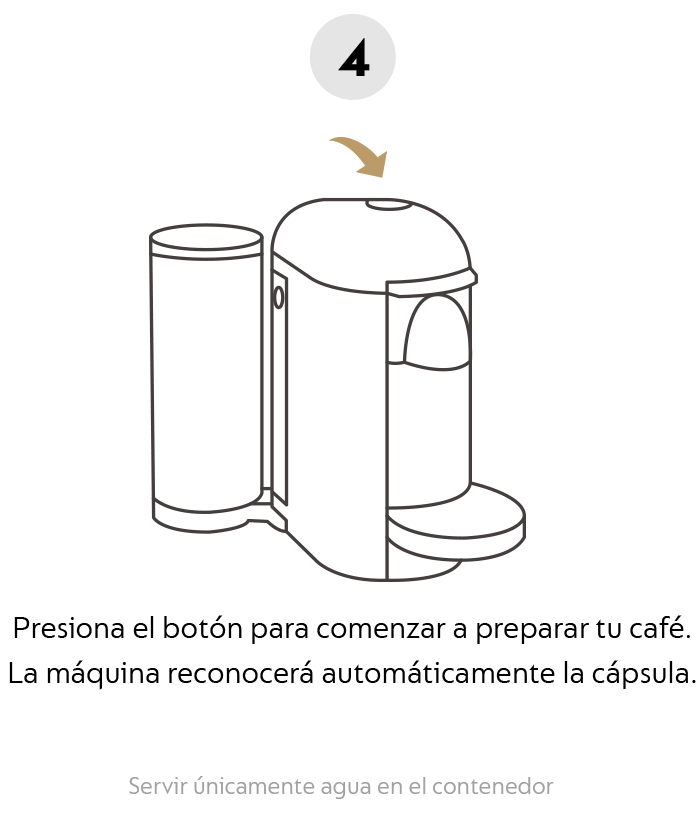 4
Presiona el botón para comenzar a preparar tu café.
La máquina reconocerá automáticamente la cápsula.
Servir únicamente agua en el contenedor